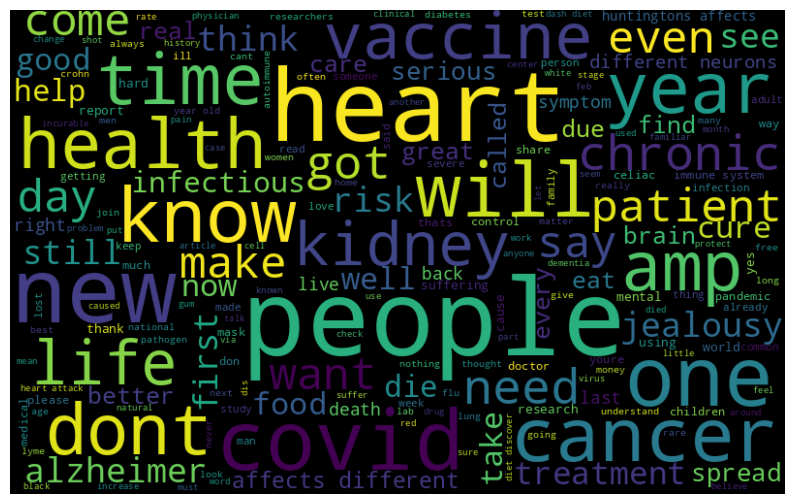 come
rate
physician
researchers
clinical
diabetes
test
dash diet
huntingtons affects
change
shot
always
history
real
think
vaccine
even
see
good
ill
cant
crohn
time
care
person
center
different neurons
help
hard
often
someone
serious
white
stage
year
autoimmune
heart
symptom
feb
adult
report
year old
another
due
find
many
way
incurable
men
pain
said
called
used
month
familiar
health
case
read
got
great
share
chronic
women
severe
seem
celiac
immune system
day
getting
infectious
home
let
family
really
infection
love
risk
will
patient
right
join
put
know
thats
control
matter
brain
cure
problem
kidney
say
work
protect
free
still
keep
article
cell
make
well
back
anyone
dementia
yes
long
much
new
now
live
suffering
every
eat
mental
pandemic
amp
lost
caused
gum
made
use
people
cause
give
died
thing
already
best
thank
national
via
mask
talk
check
part
youre
world
jealousy
mean
pathogen
known
don
nothing
thought
doctor
using
little
commun
life
first
want
die
need
virus
money
one
heart attack
next
suffer
flu
feel
please
better
dis
food
week
last
children
age
natural
study
death
lab
drug
lung
research
understand
around
medical
lyme
dont
never
man
red
covid
sure
take
diet discover
going
rare
cancer
alzheimer
look
word
black
increase
must
affects different
treatment
spread
believe